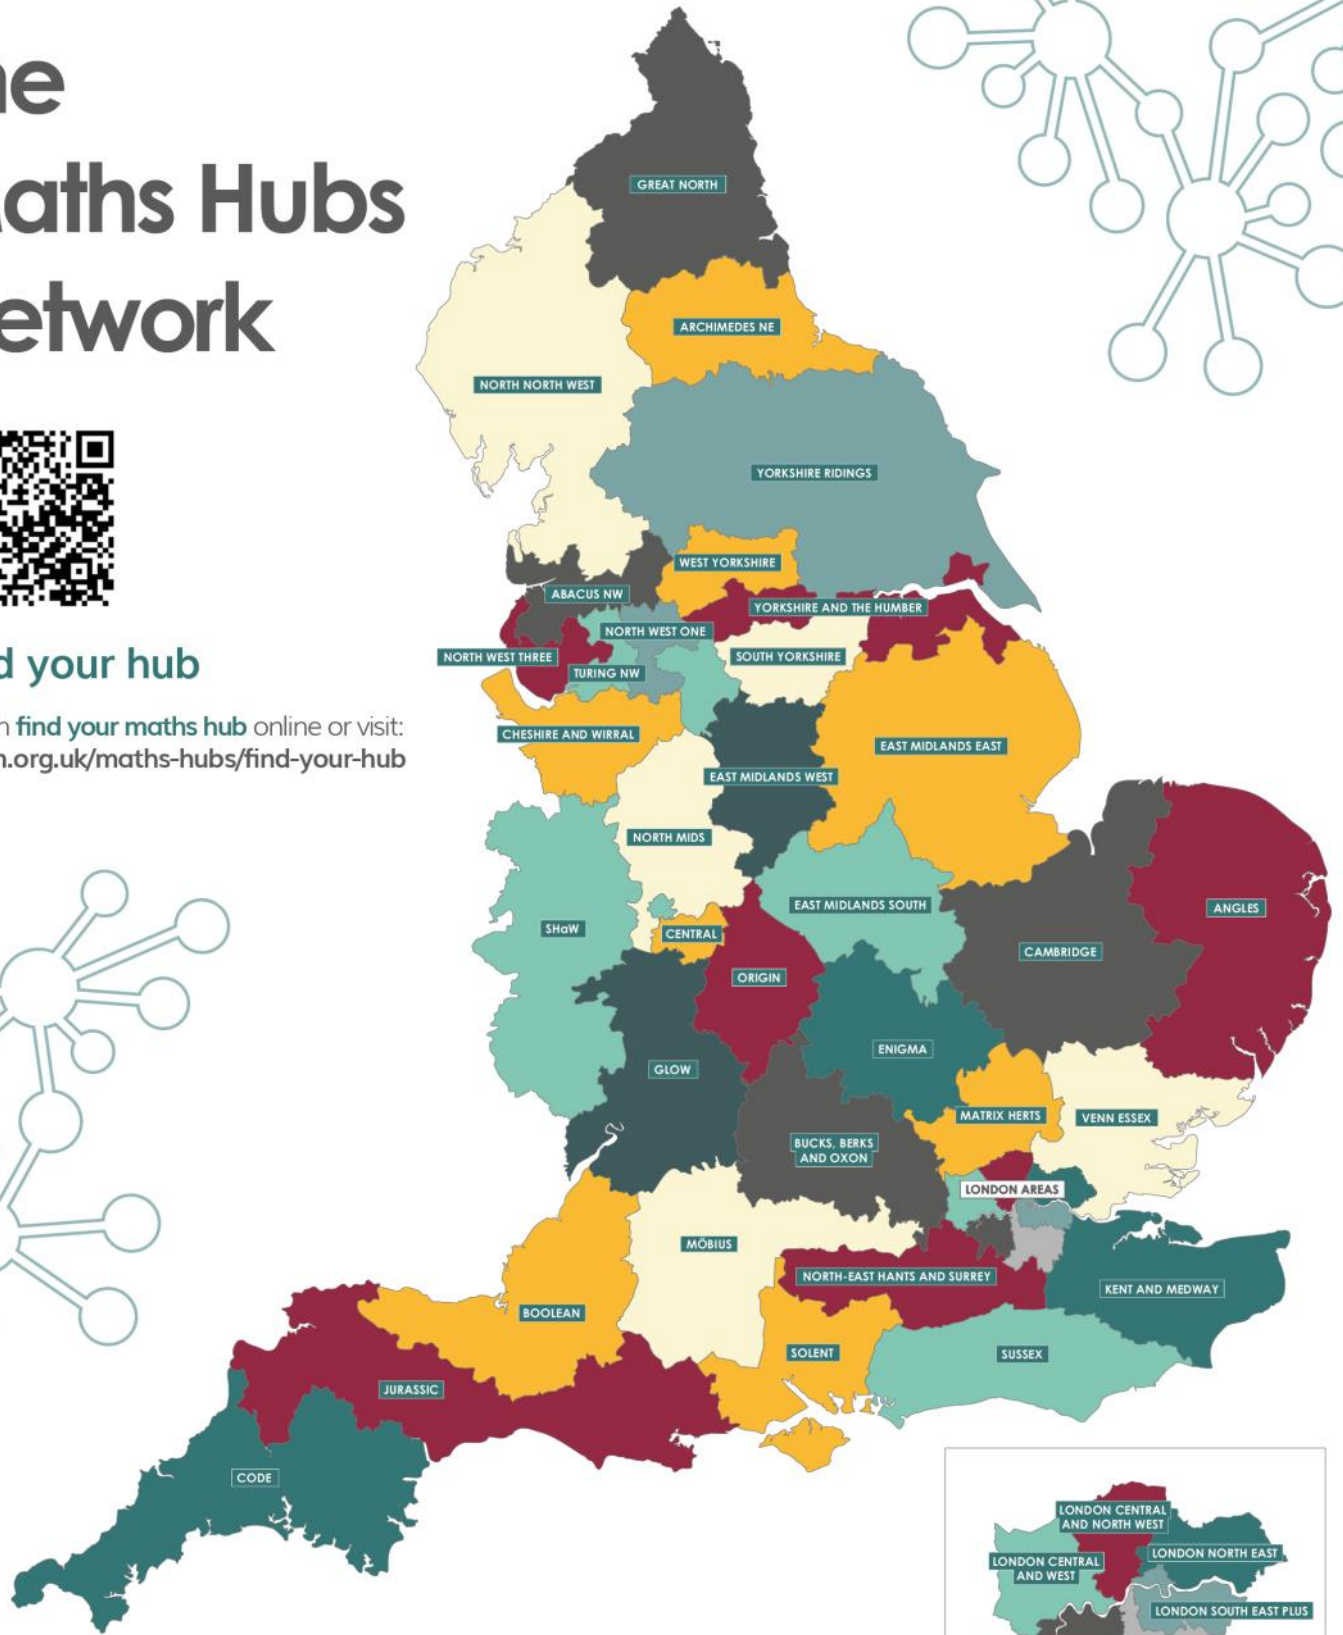 ne
aths Hubs
etwork
d your hub
n find your maths hub online or visit:
n.org.uk/maths-hubs/find-your-hub
GREAT NORTH
ARCHIMEDES NE
NORTH NORTH WEST
YORKSHIRE RIDINGS
WEST YORKSHIRE
ABACUS NW
YORKSHIRE AND THE HUMBER
NORTH WEST ONE
NORTH WEST THREE
SOUTH YORKSHIRE
TURING NW
CHESHIRE AND WIRRAL
EAST MIDLANDS EAST
EAST MIDLANDS WEST
NORTH MIDS
EAST MIDLANDS SOUTH
ANGLES
SHaW
CENTRAL
CAMBRIDGE
ORIGIN
ENIGMA
GLOW
MATRIX HERTS
VENN ESSEX
BUCKS, BERKS
AND OXON
LONDON AREAS
MÖBIUS
NORTH-EAST HANTS AND SURREY
KENT AND MEDWAY
BOOLEAN
SOLENT
SUSSEX
JURASSIC
CODE
LONDON CENTRAL
AND NORTH WEST
LONDON CENTRAL
AND WEST
LONDON NORTH EAST
LONDON SOUTH EAST PLUS